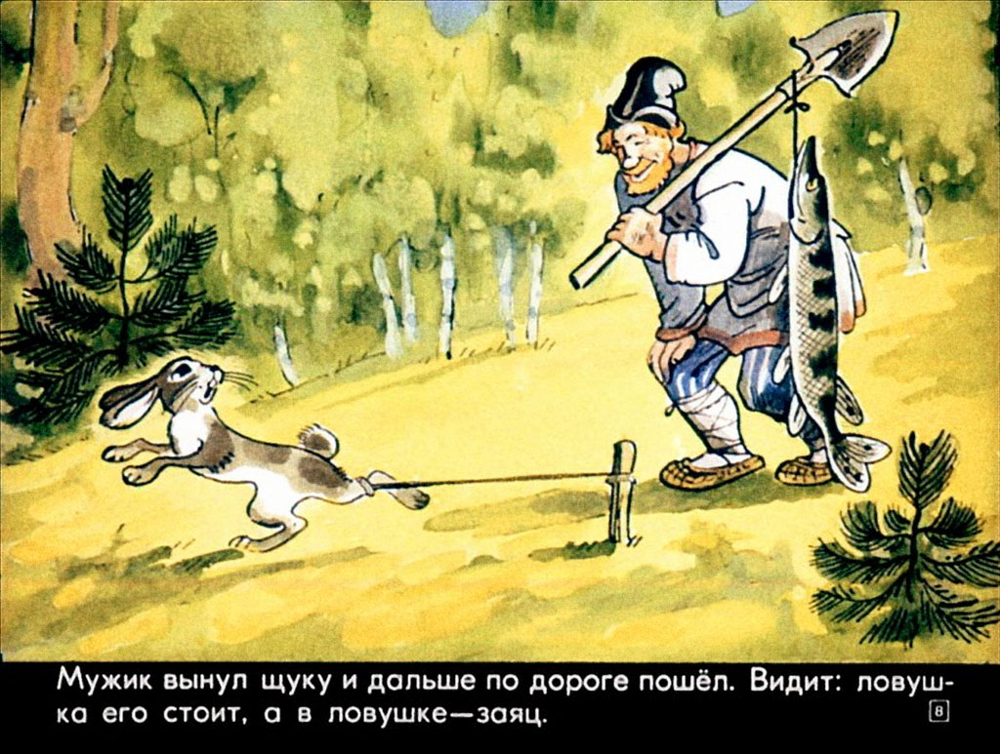 Мужик вынул щуку и дальше по дороге пошёл. Видит: ловуш-
ка его стоит, а в ловушке—заяц.
8